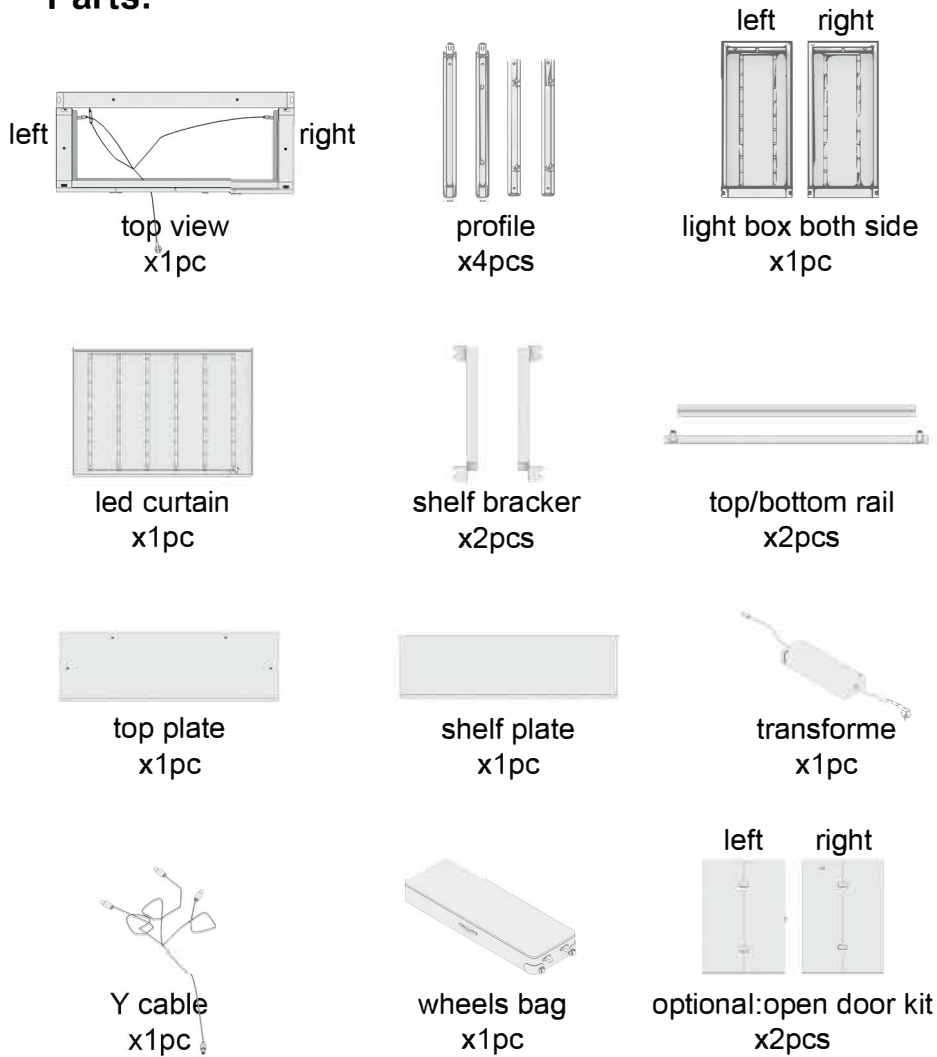 Parts:
left right
left right
top view
x1pc
profile
x4pcs
light box both side
x1pc
led curtain
x1pc
shelf bracker
x2pcs
top/bottom rail
x2pcs
top plate
x1pc
shelf plate
x1pc
transforme
x1pc
left right
Y cable
x1pc
wheels bag
x1pc
optional:open door kit
x2pcs